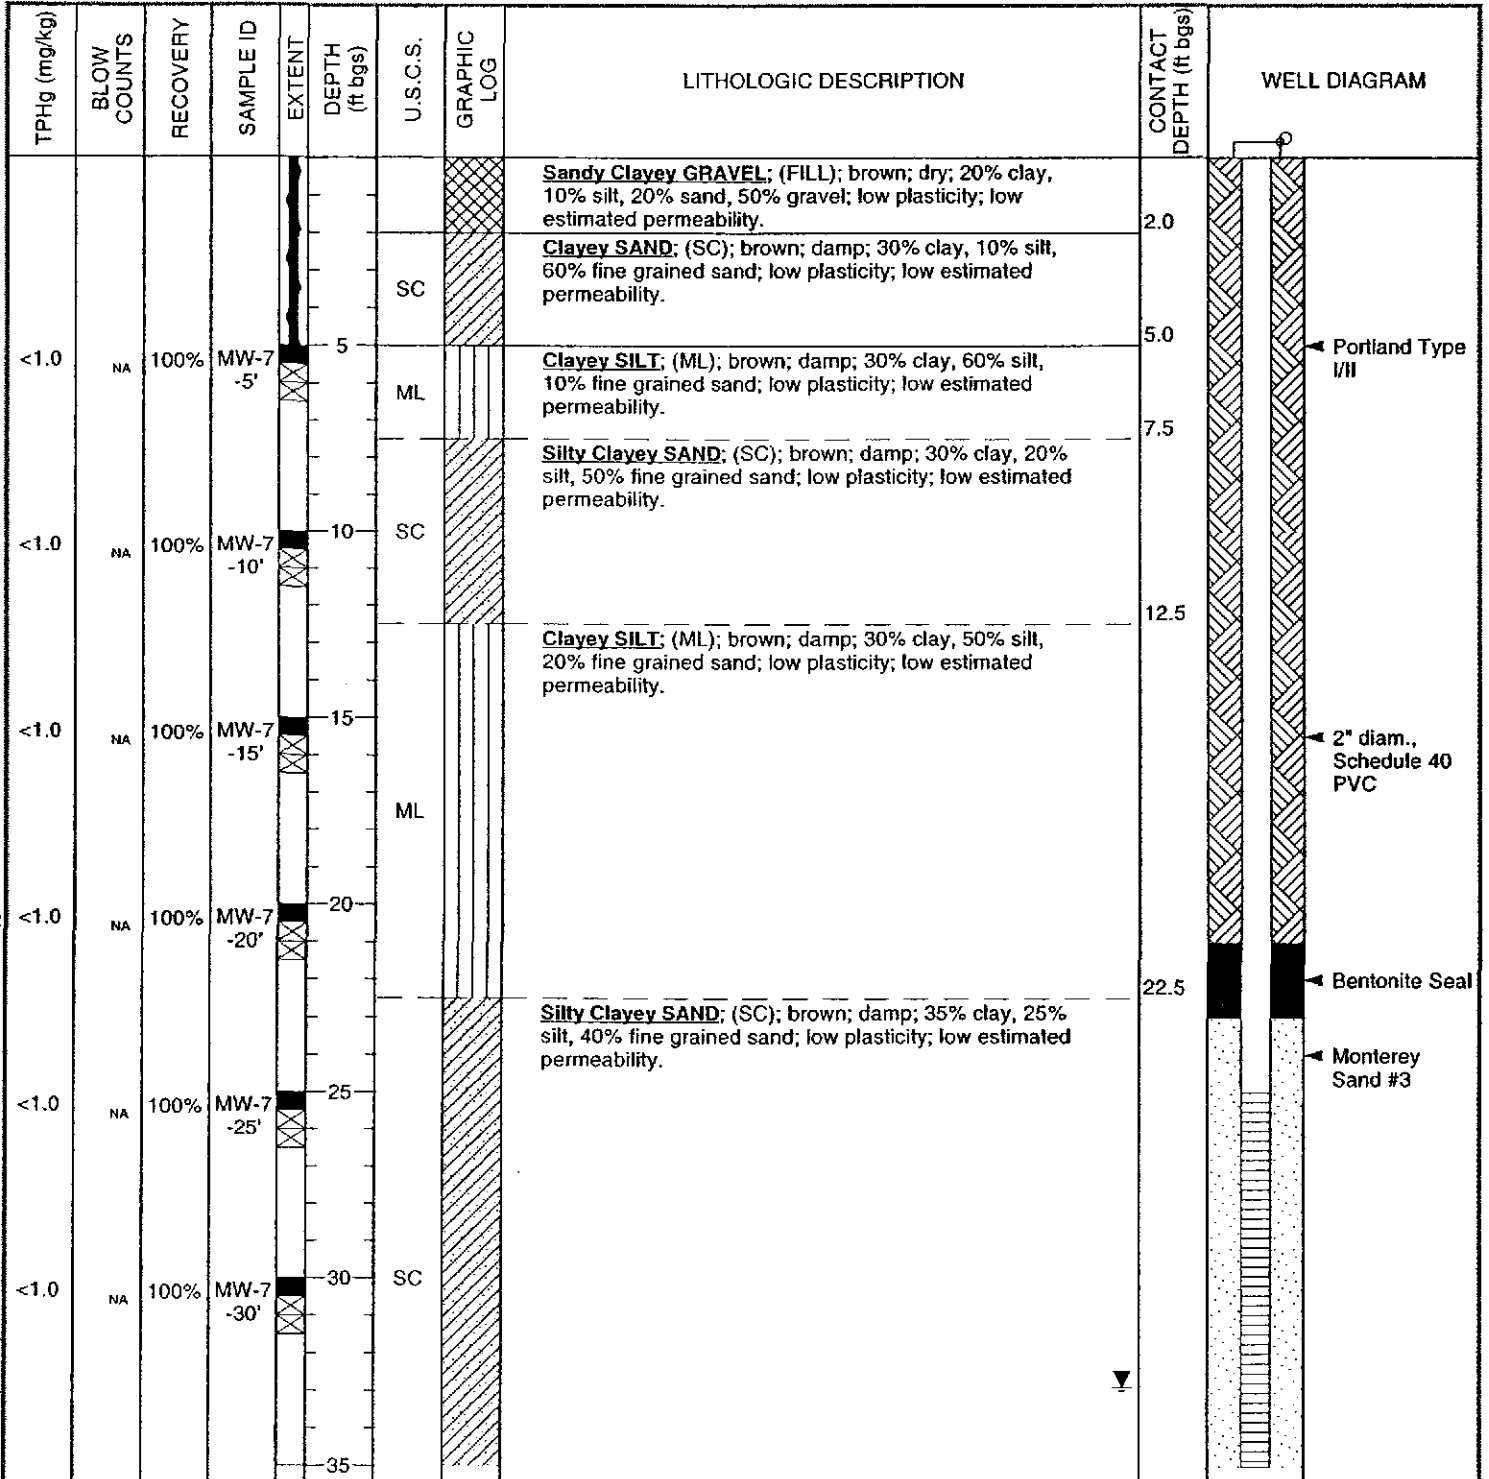 TPHg (mg/kg)
BLOW
COUNTS
RECOVERY
SAMPLE ID
EXTENT
DEPTH
(ft bgs)
U.S.C.S.
GRAPHIC
LOG
LITHOLOGIC DESCRIPTION
CONTACT
DEPTH (ft bgs)
WELL DIAGRAM
Sandy Clayey GRAVEL; (FILL); brown; dry; 20% clay,
10% silt, 20% sand, 50% gravel; low plasticity; low
estimated permeability.
2.0
SC
Clayey SAND; (SC); brown; damp; 30% clay, 10% silt,
60% fine grained sand; low plasticity; low estimated
permeability.
5.0
<1.0
NA
100%
MW-7
-5'
5
ML
Clayey SILT; (ML); brown; damp; 30% clay, 60% silt,
10% fine grained sand; low plasticity; low estimated
permeability.
7.5
Portland Type
I/II
Silty Clayey SAND; (SC); brown; damp; 30% clay, 20%
silt, 50% fine grained sand; low plasticity; low estimated
permeability.
<1.0
NA
100%
MW-7
-10'
10
SC
12.5
Clayey SILT; (ML); brown; damp; 30% clay, 50% silt,
20% fine grained sand; low plasticity; low estimated
permeability.
<1.0
NA
100%
MW-7
-15'
15
2" diam.,
Schedule 40
PVC
ML
<1.0
NA
100%
MW-7
-20'
20
22.5
Bentonite Seal
Silty Clayey SAND; (SC); brown; damp; 35% clay, 25%
silt, 40% fine grained sand; low plasticity; low estimated
permeability.
Monterey
Sand #3
<1.0
NA
100%
MW-7
-25'
25
<1.0
NA
100%
MW-7
-30'
30
SC
35